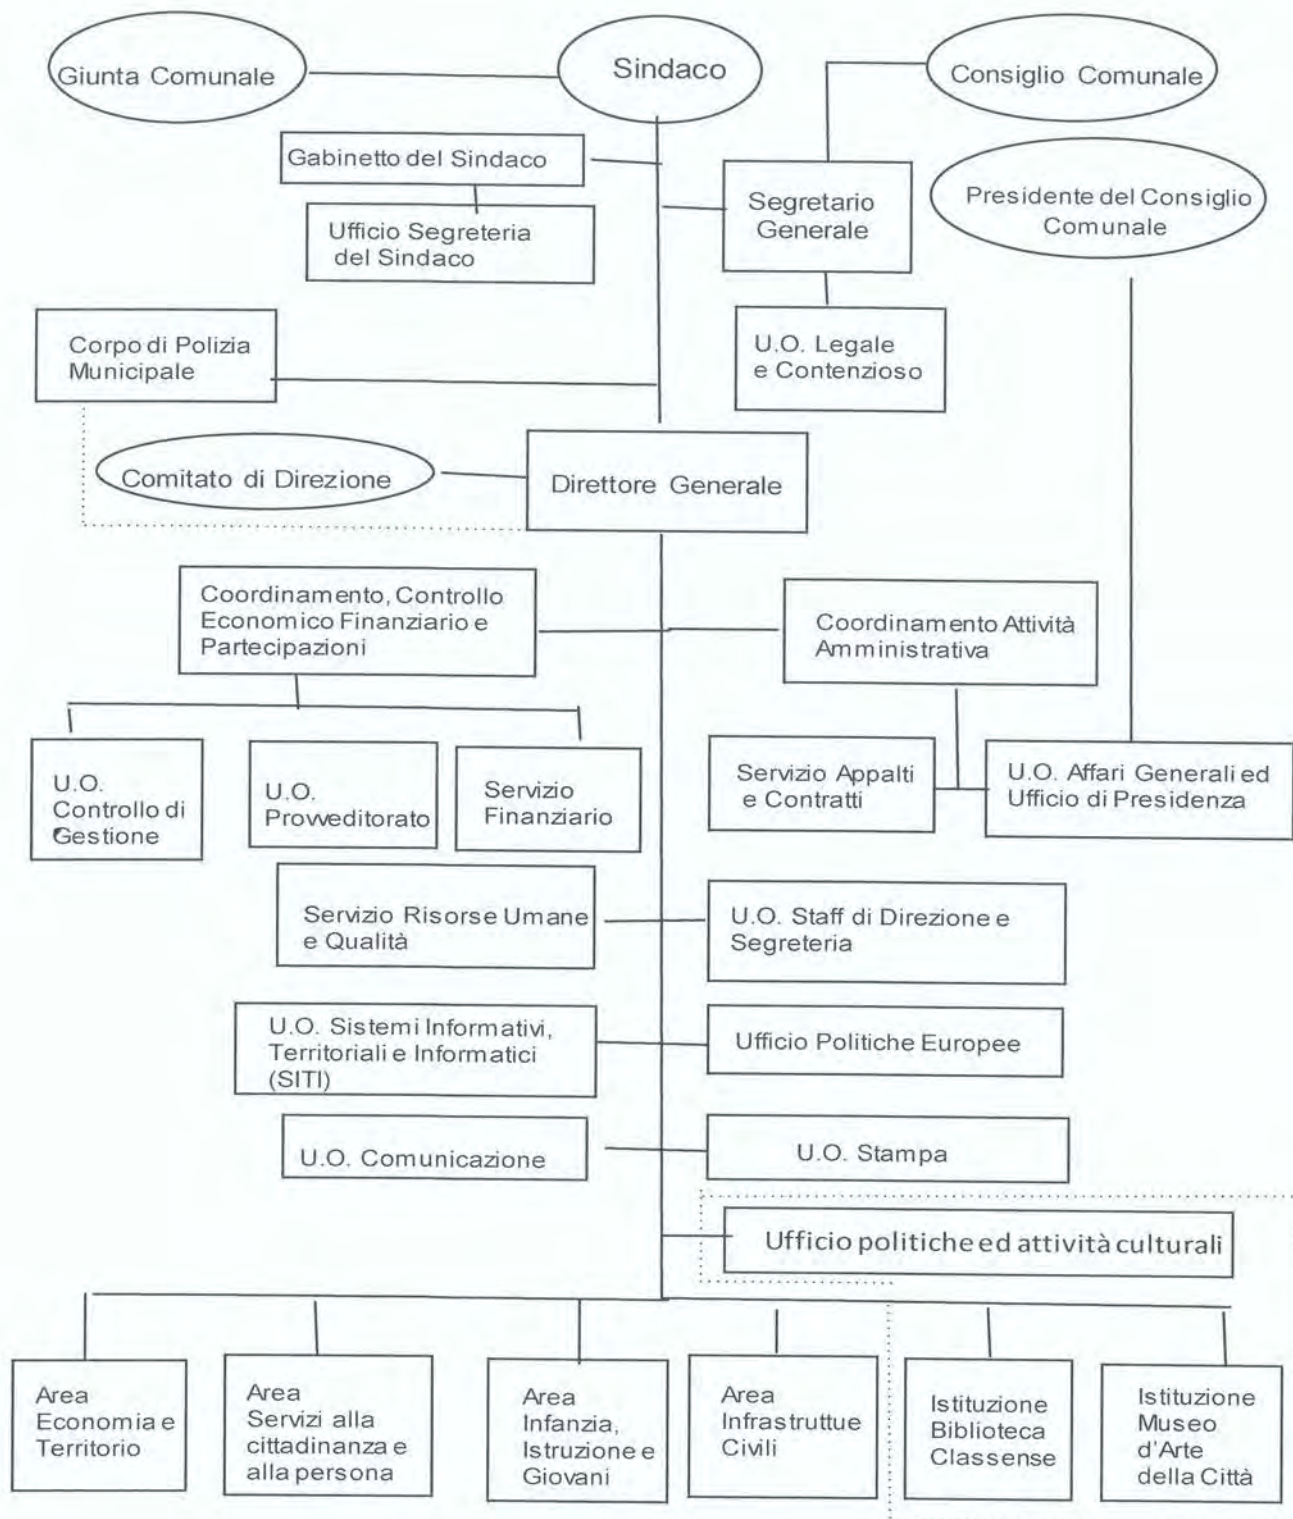 Giunta Comunale
Sindaco
Consiglio Comunale
Gabinetto del Sindaco
Ufficio Segreteria
del Sindaco
Segretario
Generale
Presidente del Consiglio
Comunale
Corpo di Polizia
Municipale
U.O. Legale
e Contenzioso
Comitato di Direzione
Direttore Generale
Coordinamento, Controllo
Economico Finanziario e
Partecipazioni
Coordinamento Attività
Amministrativa
U.O.
Controllo di
Gestione
U.O.
Provveditorato
Servizio
Finanziario
Servizio Appalti
e Contratti
U.O. Affari Generali ed
Ufficio di Presidenza
Servizio Risorse Umane
e Qualità
U.O. Staff di Direzione e
Segreteria
U.O. Sistemi Informativi,
Territoriali e Informatici
(SITI)
Ufficio Politiche Europee
U.O. Comunicazione
U.O. Stampa
Ufficio politiche ed attività culturali
Area
Economia e
Territorio
Area
Servizi alla
cittadinanza e
alla persona
Area
Infanzia,
Istruzione e
Giovani
Area
Infrastruttue
Civili
Istituzione
Biblioteca
Classense
Istituzione
Museo
d'Arte
della Città